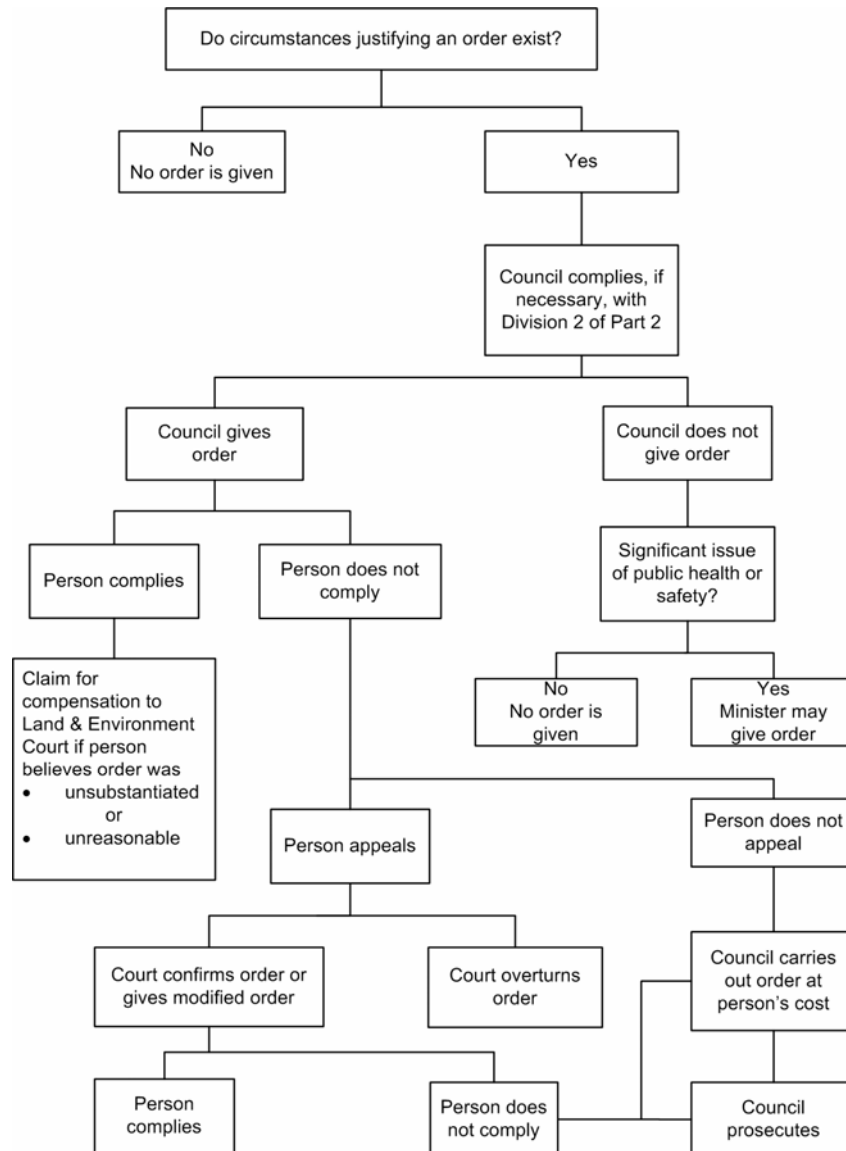 Do circumstances justifying an order exist?
No
No order is given
Yes
Council complies, if
necessary, with
Division 2 of Part 2
Council gives
order
Council does not
give order
Person complies
Person does not
comply
Significant issue
of public health or
safety?
Claim for
compensation to
Land & Environment
Court if person
believes order was
• unsubstantiated
or
• unreasonable
No
No order is
given
Yes
Minister may
give order
Person appeals
Person does not
appeal
Court confirms order or
gives modified order
Court overturns
order
Council carries
out order at
person’s cost
Person
complies
Person does
not comply
Council
prosecutes